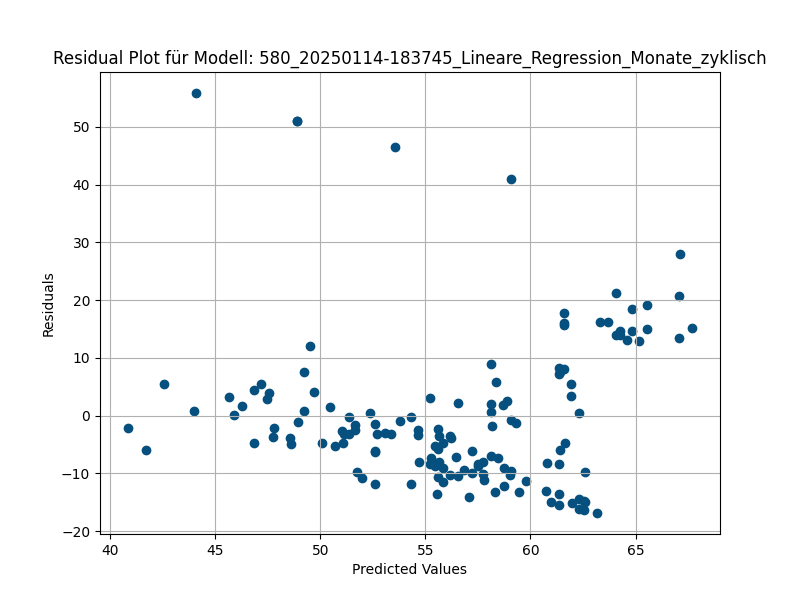 Residual Plot für Modell: 580_20250114-183745_Lineare_Regression_Monate_zyklisch
50
40
30
20
10
0
−10
−20
Residuals
40 45 50 55 60 65
Predicted Values